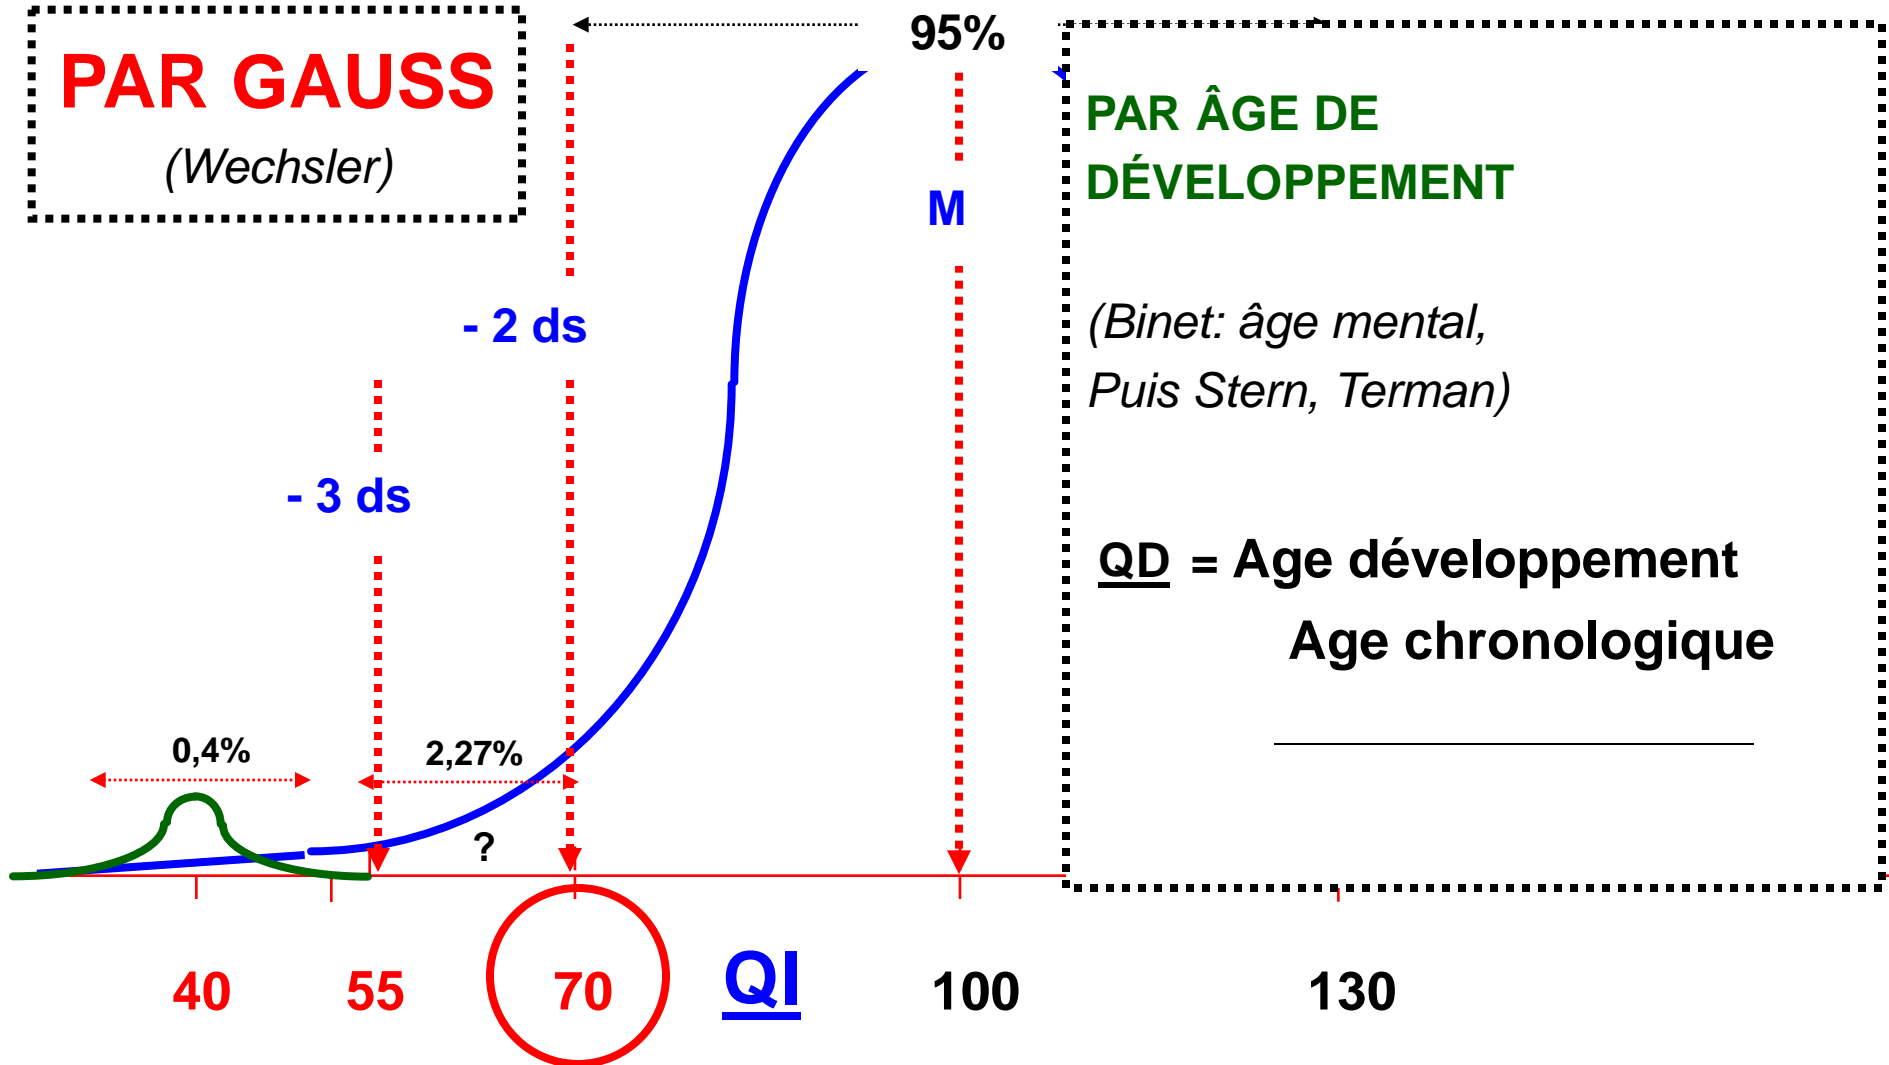 PAR GAUSS
(Wechsler)
95%
M
- 2 ds
- 3 ds
0,4%
2,27%
?
40
55
70
QI
100
130
PAR ÂGE DE
DÉVELOPPEMENT
(Binet: âge mental,
Puis Stern, Terman)
QD = Age développement
Age chronologique